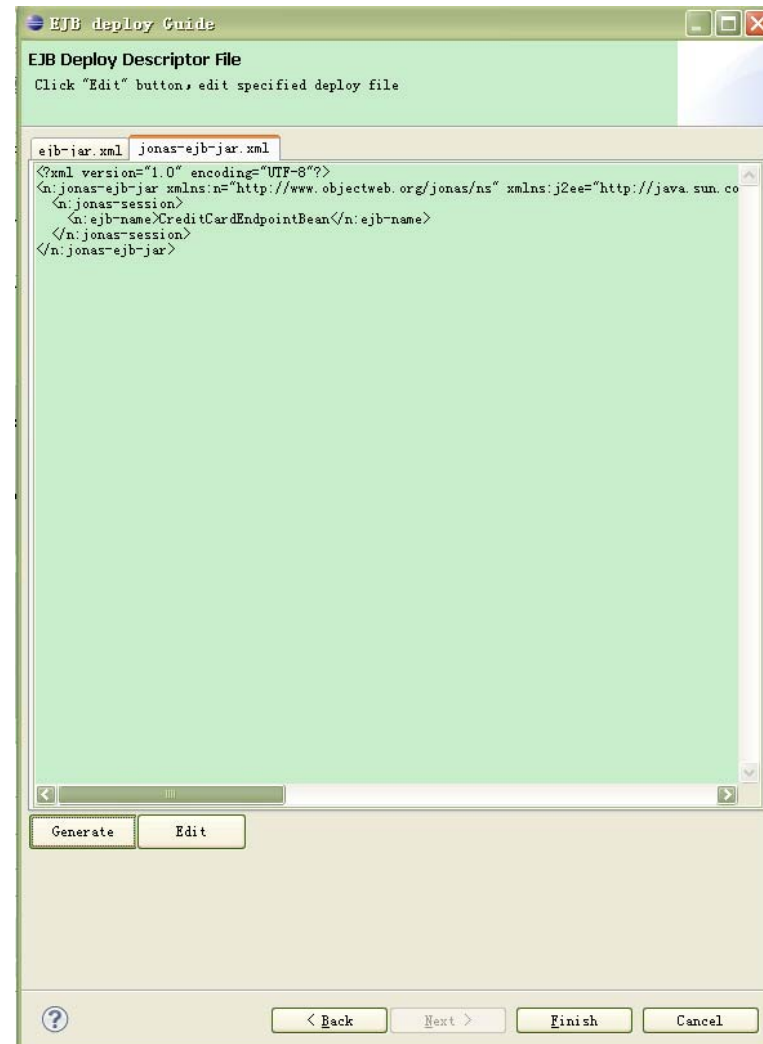 EJB deploy Guide
EJB Deploy Descriptor File
Click "Edit" button, edit specified deploy file
ejb-jar.xml jonas-ejb-jar.xml
<?xml version="1.0" encoding="UTF-8"?>
<n:jonas-ejb-jar xmlns:n="http://www.objectweb.org/jonas/ns" xmlns:j2ee="http://java.sun.co
<n:jonas-session>
<n:ejb-name>CreditCardEndpointBean</n:ejb-name>
</n:jonas-session>
</n:jonas-ejb-jar>
Generate Edit
? < Back Next > Finish Cancel